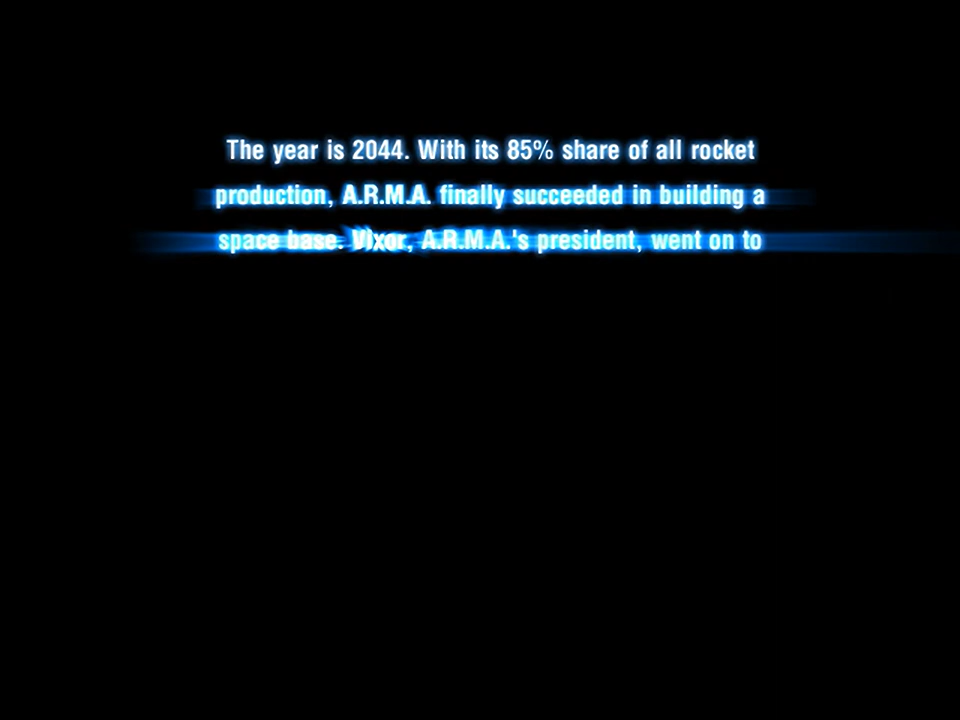 The year is 2044. With its 85% share of all rocket
production, A.R.M.A. finally succeeded in building a
space base. Vixor, A.R.M.A.'s president, went on to